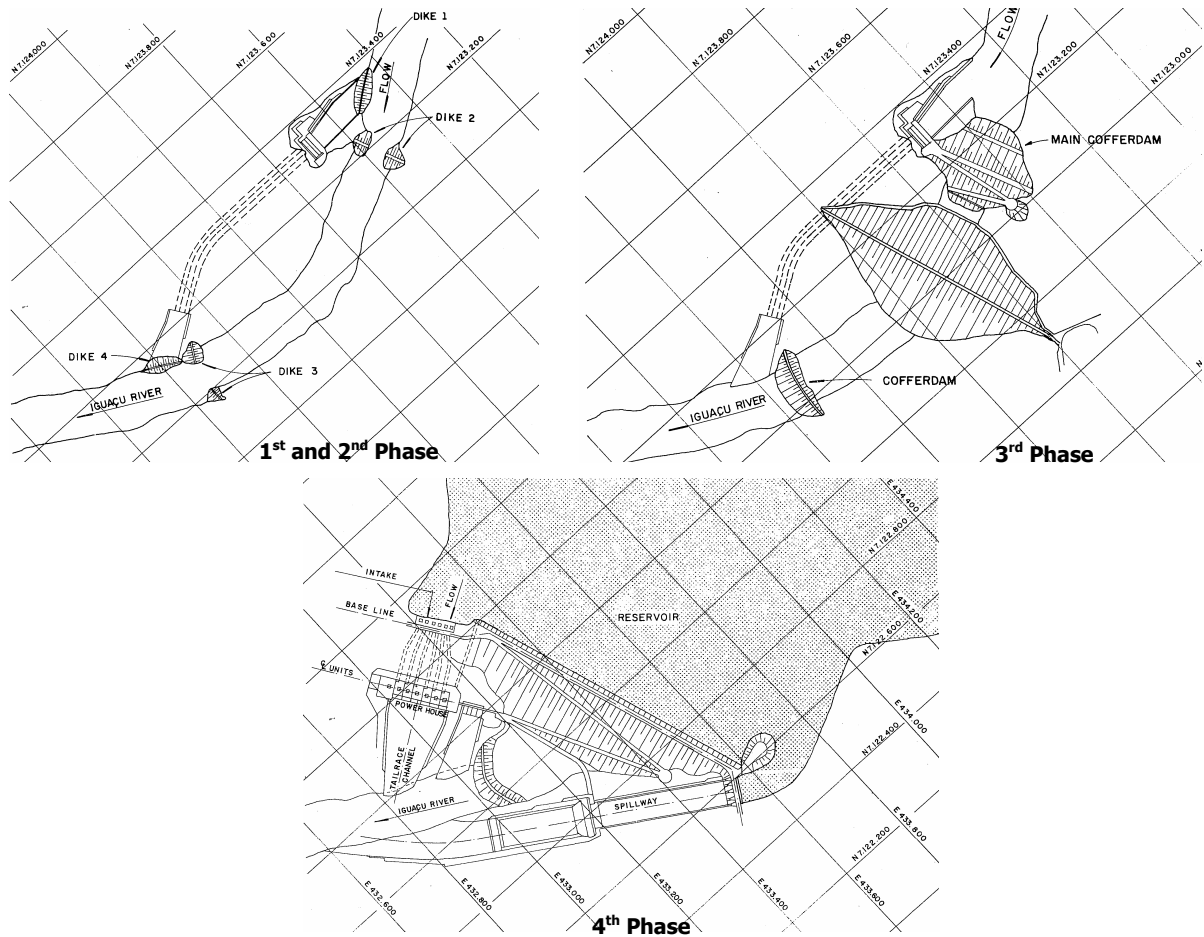 DIKE 1
N7.124.000
N7.123.800
N7.123.600
N7.123.400
N7.123.200
FLOW
DIKE 2
DIKE 4
DIKE 3
IGUAÇU RIVER
1st and 2nd Phase
N7.124.000
N7.123.800
N7.123.600
N7.123.400
N7.123.200
N7.123.000
FLOW
MAIN COFFERDAM
COFFERDAM
IGUAÇU RIVER
3rd Phase
E 434.400
N7.122.800
INTAKE
FLOW
BASE LINE
RESERVOIR
E 434.200
N7.122.600
UNITS
POWER HOUSE
E 434.000
N7.122.400
TAILRACE
CHANNEL
IGUAÇU RIVER
SPILLWAY
E 433.800
N7.122.200
E 432.600
E 432.800
E 433.000
E 433.200
E 433.400
E 433.600
4th Phase